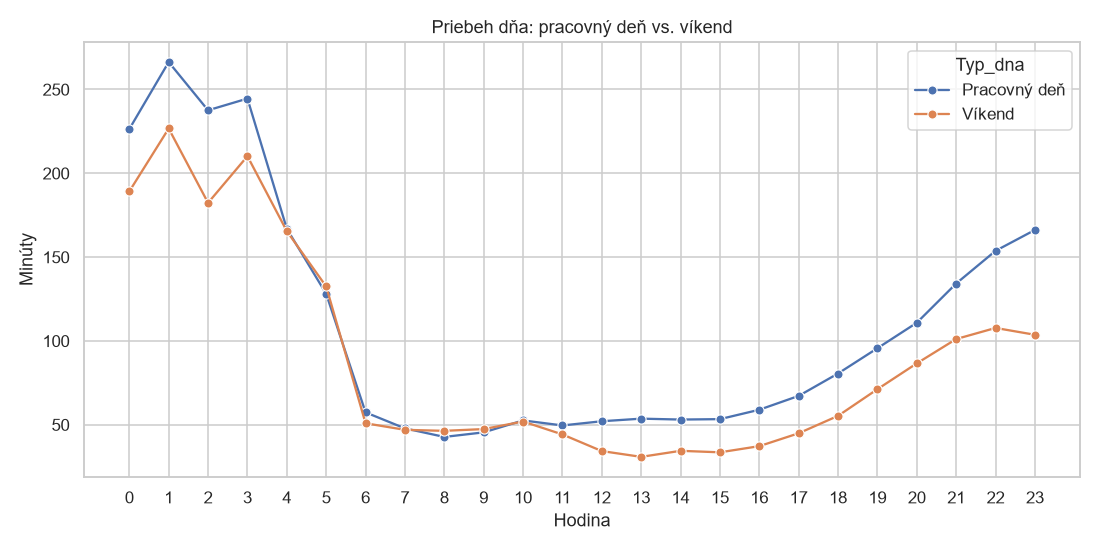 Priebeh dňa: pracovný deň vs. víkend
Typ_dna
Pracovný deň
Víkend
Minúty
250
200
150
100
50
0 1 2 3 4 5 6 7 8 9 10 11 12 13 14 15 16 17 18 19 20 21 22 23
Hodina